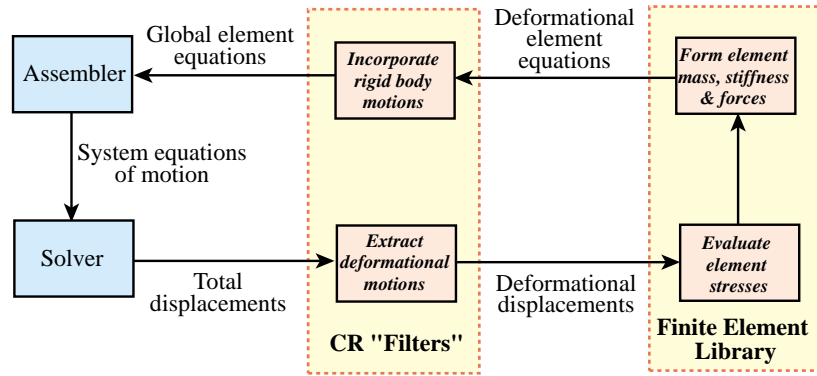 Global element
equations
Deformational
element
equations
Assembler
Incorporate
rigid body
motions
Form element
mass, stiffness
& forces
System equations
of motion
Solver
Extract
deformational
motions
Evaluate
element
stresses
Total
displacements
Deformational
displacements
CR "Filters"
Finite Element
Library